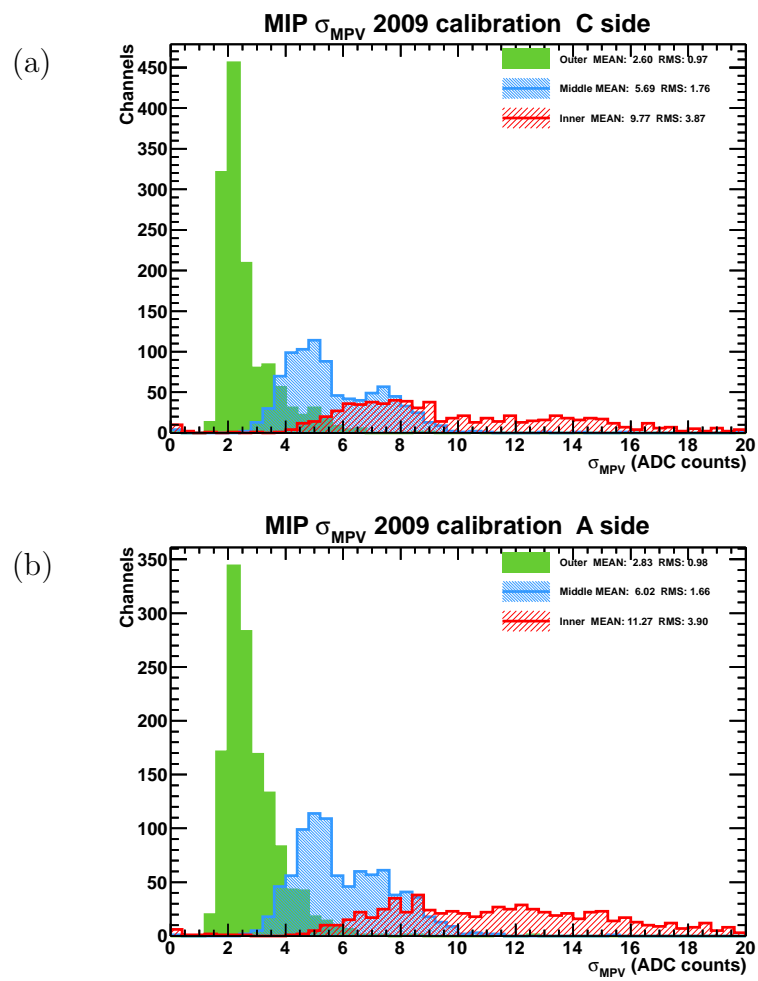 MIP σMPV 2009 calibration C side
(a)
Channels
450
400
350
300
250
200
150
100
50
0
Outer MEAN: 2.60 RMS: 0.97
Middle MEAN: 5.69 RMS: 1.76
Inner MEAN: 9.77 RMS: 3.87
0 2 4 6 8 10 12 14 16 18 20
σMPV (ADC counts)
MIP σMPV 2009 calibration A side
(b)
Channels
350
300
250
200
150
100
50
0
Outer MEAN: 2.83 RMS: 0.98
Middle MEAN: 6.02 RMS: 1.66
Inner MEAN: 11.27 RMS: 3.90
0 2 4 6 8 10 12 14 16 18 20
σMPV (ADC counts)